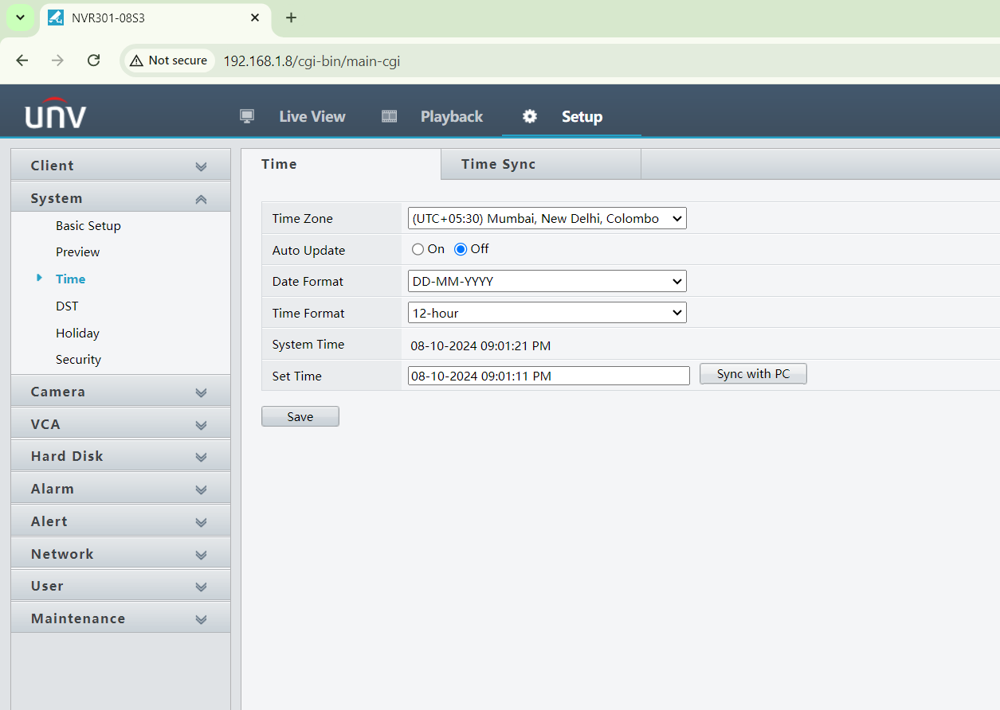 NVR301-08S3
Not secure 192.168.1.8/cgi-bin/main-cgi
unv Live View Playback Setup
Client
System
Basic Setup
Preview
Time
DST
Holiday
Security
Camera
VCA
Hard Disk
Alarm
Alert
Network
User
Maintenance
Time Time Sync
Time Zone (UTC+05:30) Mumbai, New Delhi, Colombo
Auto Update On Off
Date Format DD-MM-YYYY
Time Format 12-hour
System Time 08-10-2024 09:01:21 PM
Set Time 08-10-2024 09:01:11 PM Sync with PC
Save